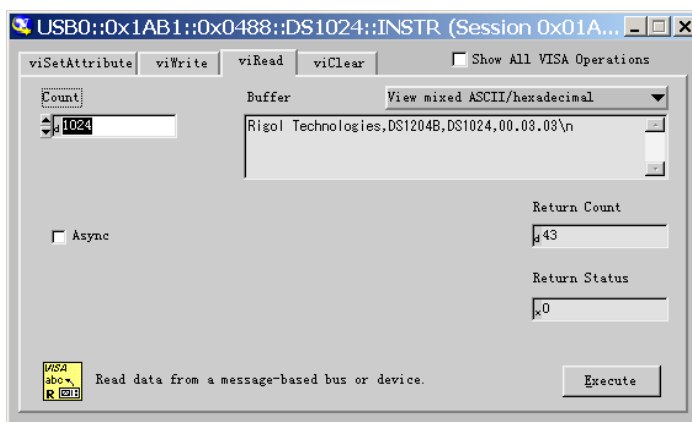 USB0::0x1AB1::0x0488::DS1024::INSTR (Session 0x01A...
viSetAttribute viWrite viRead viClear Show All VISA Operations
Count Buffer View mixed ASCII/hexadecimal
d 1024
Rigol Technologies,DS1204B,DS1024,00.03.03\n
Return Count
Async
d 43
Return Status
x 0
VISA
abc
R
Read data from a message-based bus or device.
Execute